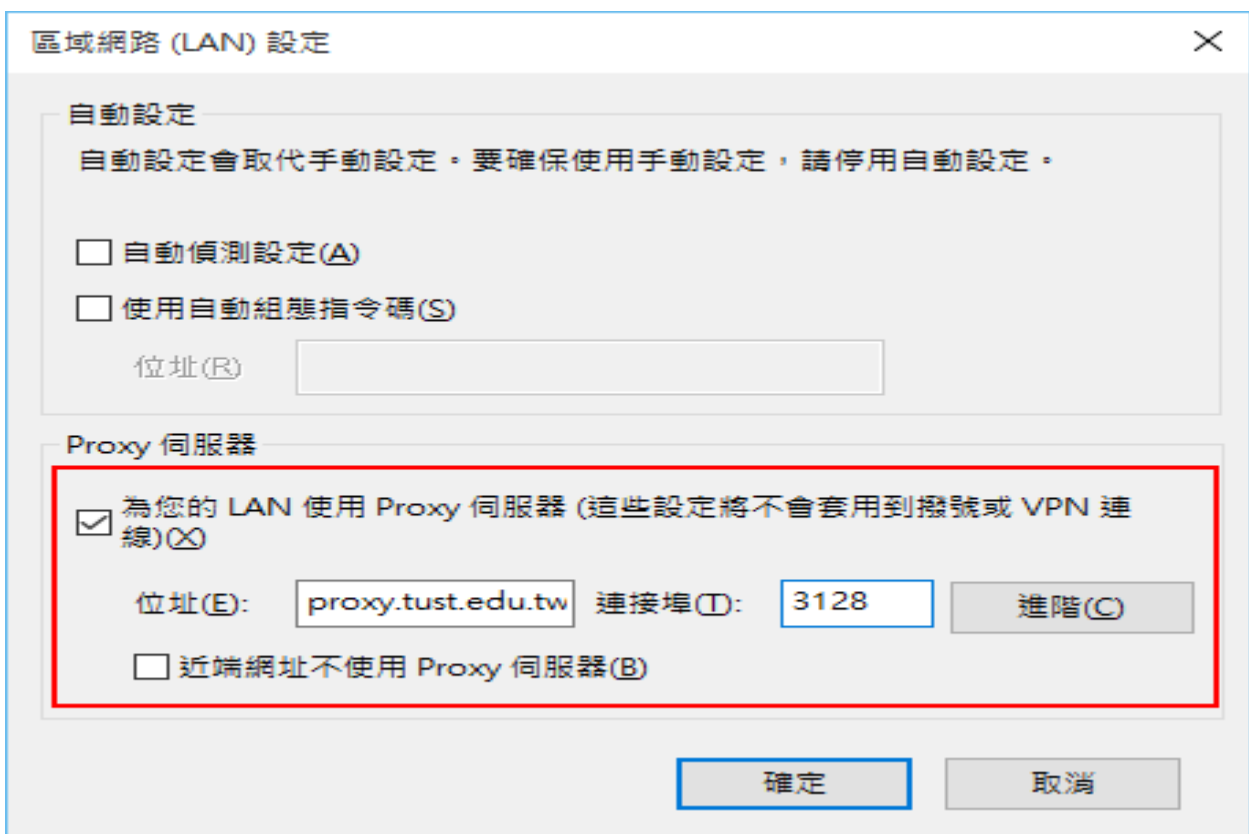 區域網路 (LAN) 設定
自動設定
自動設定會取代手動設定。要確保使用手動設定，請停用自動設定。
自動偵測設定(A)
使用自動組態指令碼(S)
位址(R)
Proxy 伺服器
為您的 LAN 使用 Proxy 伺服器 (這些設定將不會套用到撥號或 VPN 連
線)(X)
位址(E): proxy.tust.edu.tw 連接埠(T): 3128 進階(C)
近端網址不使用 Proxy 伺服器(B)
確定 取消